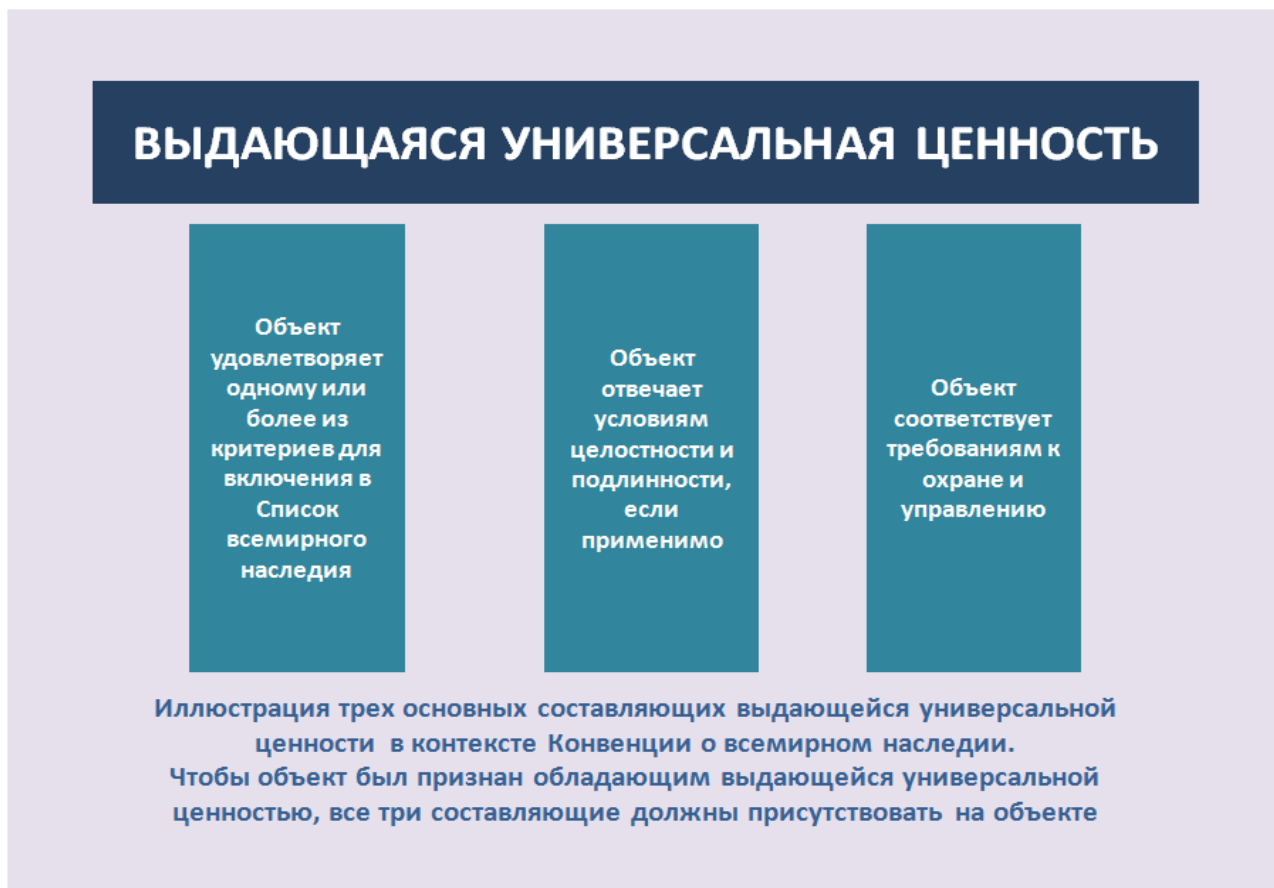 ВЫДАЮЩАЯСЯ УНИВЕРСАЛЬНАЯ ЦЕННОСТЬ
Объект
удовлетворяет
одному или
более из
критериев для
включения в
Список
всемирного
наследия
Объект
отвечает
условиям
целостности и
подлинности,
если
применимо
Объект
соответствует
требованиям к
охране и
управлению
Иллюстрация трех основных составляющих выдающейся универсальной
ценности в контексте Конвенции о всемирном наследии.
Чтобы объект был признан обладающим выдающейся универсальной
ценностью, все три составляющие должны присутствовать на объекте